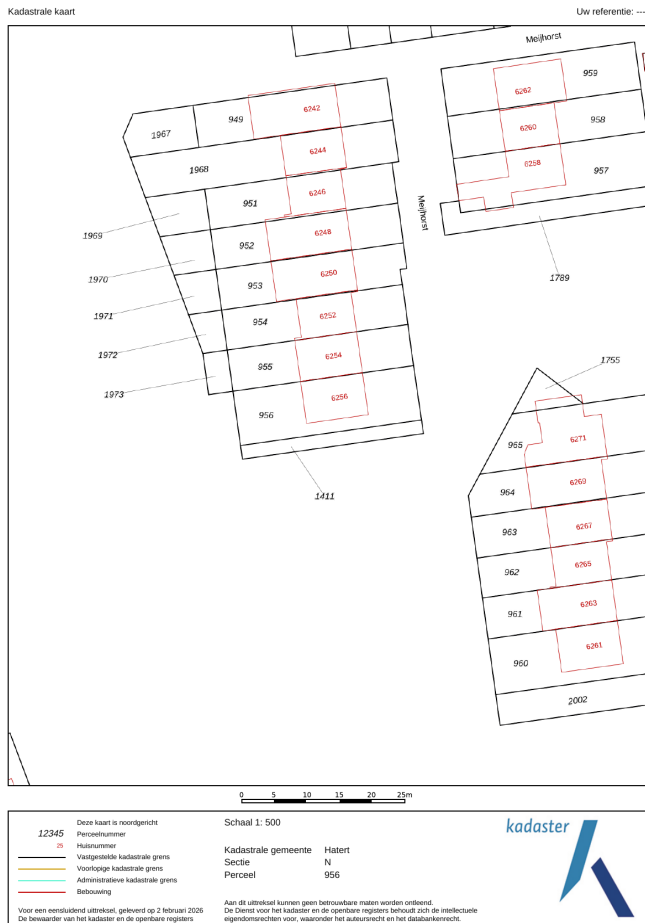 Kadastrale kaart
Uw referentie: ---
Meijhorst
959
6262
949
6242
1967
958
6260
6244
1968
6258
957
951
6246
Meijhorst
1969
952
6248
1970
953
6250
1789
1971
954
6252
1972
955
6254
1755
1973
956
6256
965
6271
1411
964
6269
963
6267
962
6265
961
6263
960
6261
2002
0 5 10 15 20 25m
Deze kaart is noordgericht
12345 Perceelnummer
25 Huisnummer
Vastgestelde kadastrale grens
Voorlopige kadastrale grens
Administratieve kadastrale grens
Bebouwing
Voor een eensluidend uittreksel, geleverd op 2 februari 2026
De bewaarder van het kadaster en de openbare registers
Schaal 1: 500
Kadastrale gemeente Hatert
Sectie N
Perceel 956
Aan dit uittreksel kunnen geen betrouwbare maten worden ontleend.
De Dienst voor het kadaster en de openbare registers behoudt zich de intellectuele
eigendomsrechten voor, waaronder het auteursrecht en het databankenrecht.
kadaster